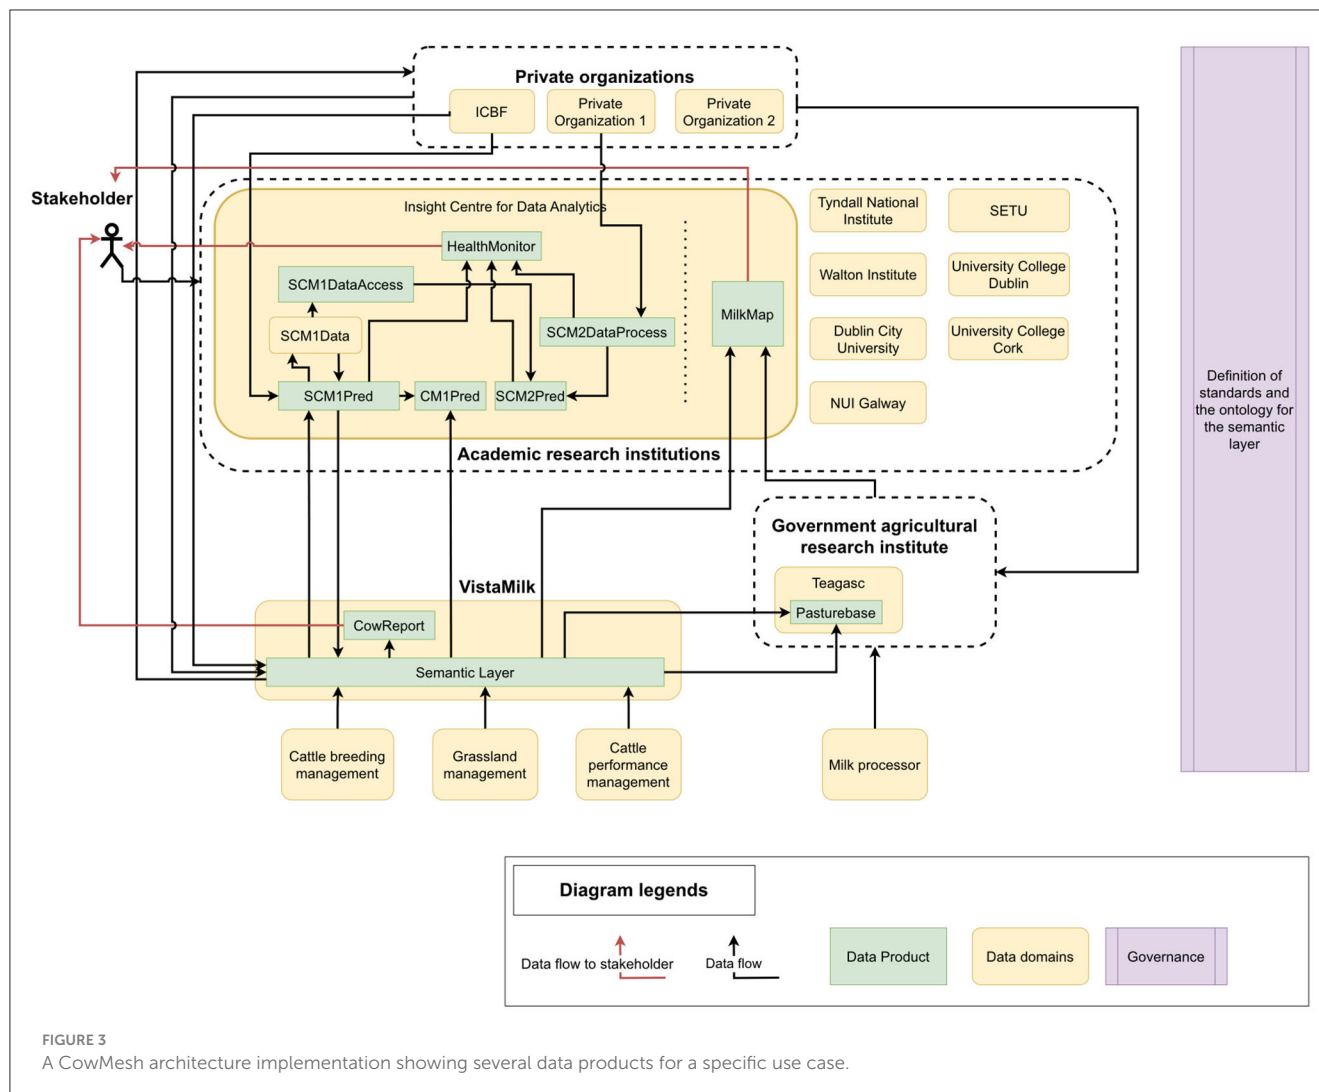 Private organizations
ICBF
Private
Organization 1
Private
Organization 2
Stakeholder
Insight Centre for Data Analytics
HealthMonitor
SCM1DataAccess
SCM1Data
SCM2DataProcess
SCM1Pred
CM1Pred
SCM2Pred
MilkMap
Tyndall National
Institute
SETU
Walton Institute
University College
Dublin
Dublin City
University
University College
Cork
NUI Galway
Academic research institutions
Definition of
standards and
the ontology for
the semantic
layer
Government agricultural
research institute
Teagasc
Pasturebase
VistaMilk
CowReport
Semantic Layer
Cattle breeding
management
Grassland
management
Cattle
performance
management
Milk processor
Diagram legends
Data flow to stakeholder
Data flow
Data Product
Data domains
Governance
FIGURE 3
A CowMesh architecture implementation showing several data products for a specific use case.